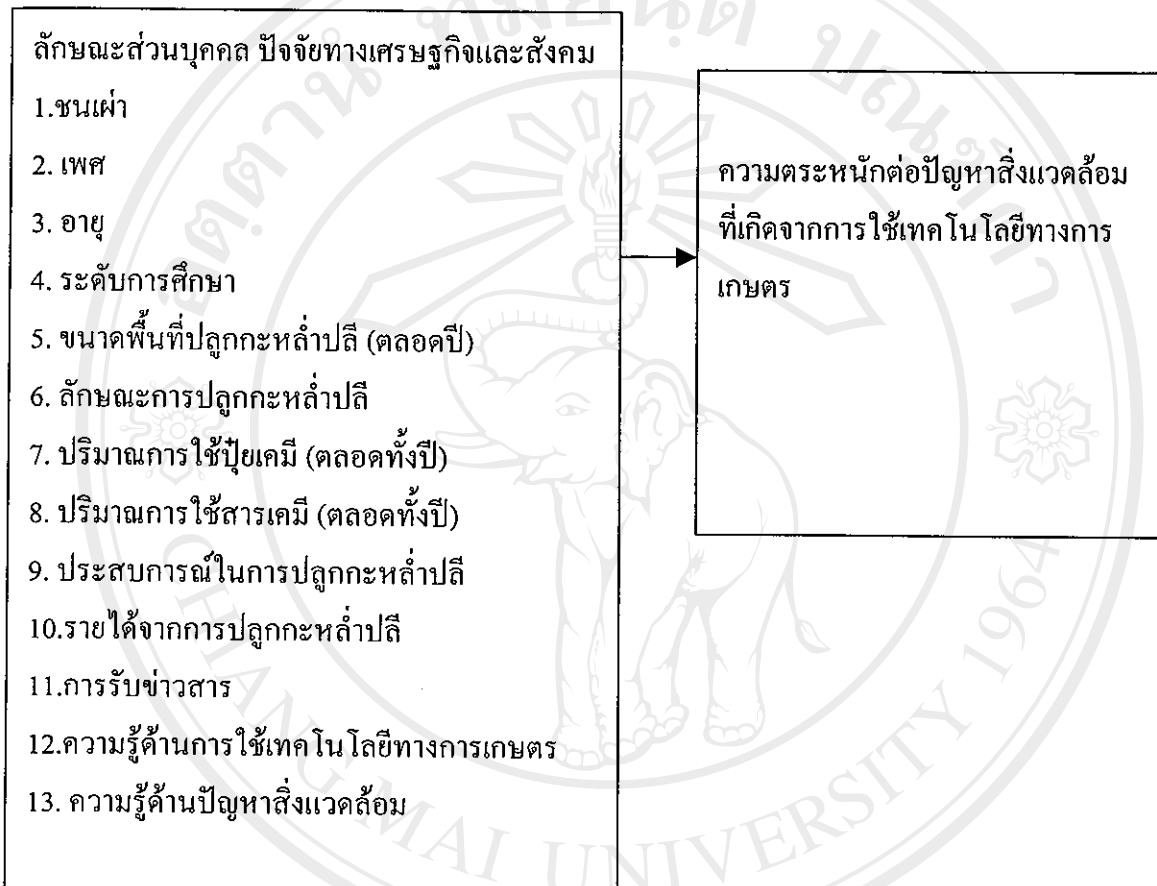 ลักษณะส่วนบุคคล ปัจจัยทางเศรษฐกิจและสังคม
1.ชนเผ่า
2. เพศ
3. อายุ
4. ระดับการศึกษา
5. ขนาดพื้นที่ปลูกกะหล่ำปลี (ตลอดปี)
6. ลักษณะการปลูกกะหล่ำปลี
7. ปริมาณการใช้ปุ๋ยเคมี (ตลอดทั้งปี)
8. ปริมาณการใช้สารเคมี (ตลอดทั้งปี)
9. ประสบการณ์ในการปลูกกะหล่ำปลี
10.รายได้จากการปลูกกะหล่ำปลี
11.การรับข่าวสาร
12.ความรู้ด้านการใช้เทคโนโลยีทางการเกษตร
13. ความรู้ด้านปัญหาสิ่งแวดล้อม
ความตระหนักต่อปัญหาสิ่งแวดล้อม
ที่เกิดจากการใช้เทคโนโลยีทางการ
เกษตร
CHIANG MAI UNIVERSITY 1964